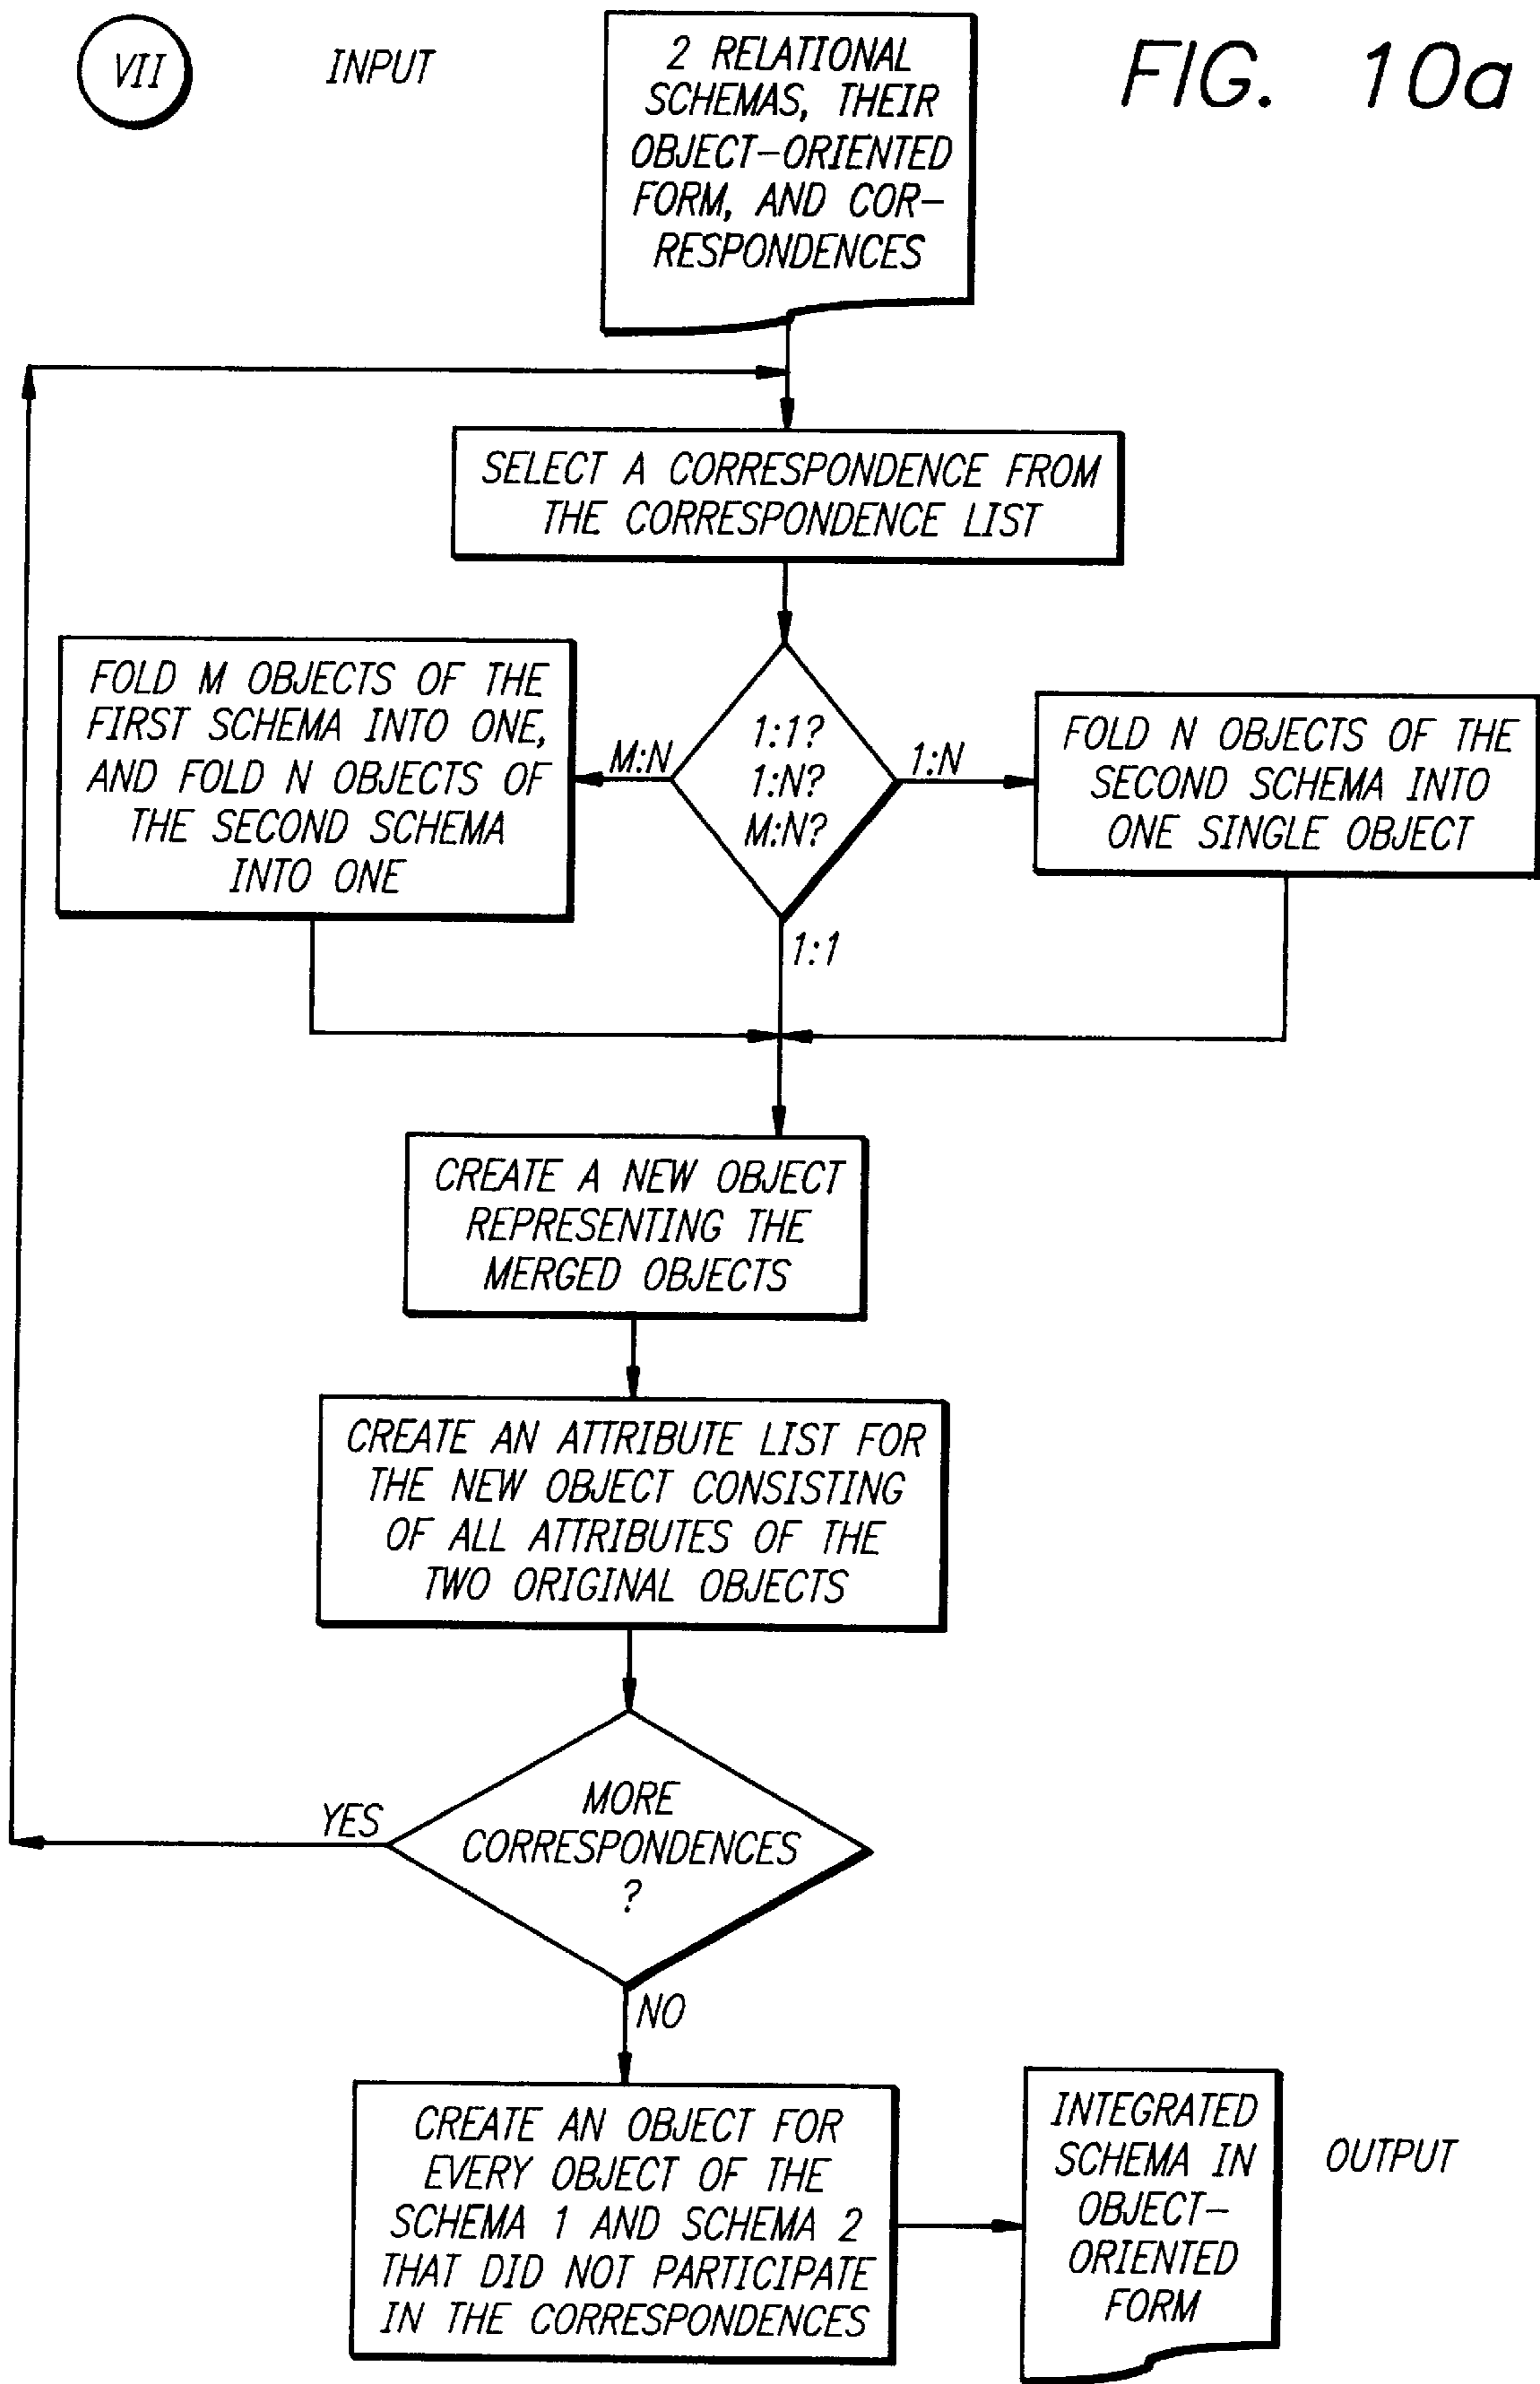 VII
INPUT
2 RELATIONAL
SCHEMAS, THEIR
OBJECT-ORIENTED
FORM, AND COR-
RESPONDENCES
FIG. 10a
SELECT A CORRESPONDENCE FROM
THE CORRESPONDENCE LIST
FOLD M OBJECTS OF THE
FIRST SCHEMA INTO ONE,
AND FOLD N OBJECTS OF
THE SECOND SCHEMA
INTO ONE
M:N
1:1?
1:N?
M:N?
1:N
FOLD N OBJECTS OF THE
SECOND SCHEMA INTO
ONE SINGLE OBJECT
1:1
CREATE A NEW OBJECT
REPRESENTING THE
MERGED OBJECTS
CREATE AN ATTRIBUTE LIST FOR
THE NEW OBJECT CONSISTING
OF ALL ATTRIBUTES OF THE
TWO ORIGINAL OBJECTS
YES
MORE
CORRESPONDENCES
?
NO
CREATE AN OBJECT FOR
EVERY OBJECT OF THE
SCHEMA 1 AND SCHEMA 2
THAT DID NOT PARTICIPATE
IN THE CORRESPONDENCES
INTEGRATED
SCHEMA IN
OBJECT-
ORIENTED
FORM
OUTPUT